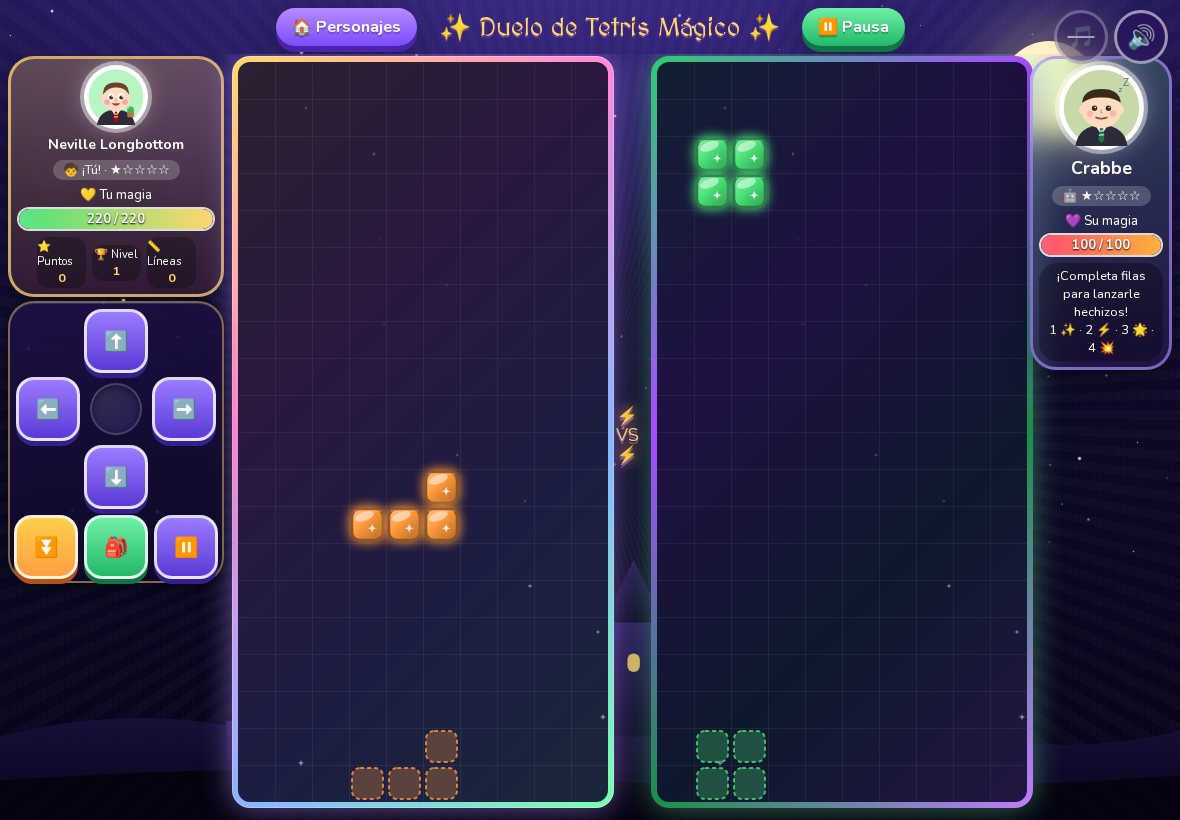 🏠 Personajes
✨ Duelo de Tetris Mágico ✨
⏸️ Pausa
Neville Longbottom
🧒 ¡Tú! · ★☆☆☆☆
💛 Tu magia
220 / 220
⭐ Puntos
0
🏆 Nivel
1
📏 Líneas
0
⚡
VS
⚡
Z
z
Crabbe
🤖 ★☆☆☆☆
💜 Su magia
100 / 100
¡Completa filas
para lanzarle
hechizos!
1 ✨ · 2 ⚡ · 3 🌟 ·
4 💥